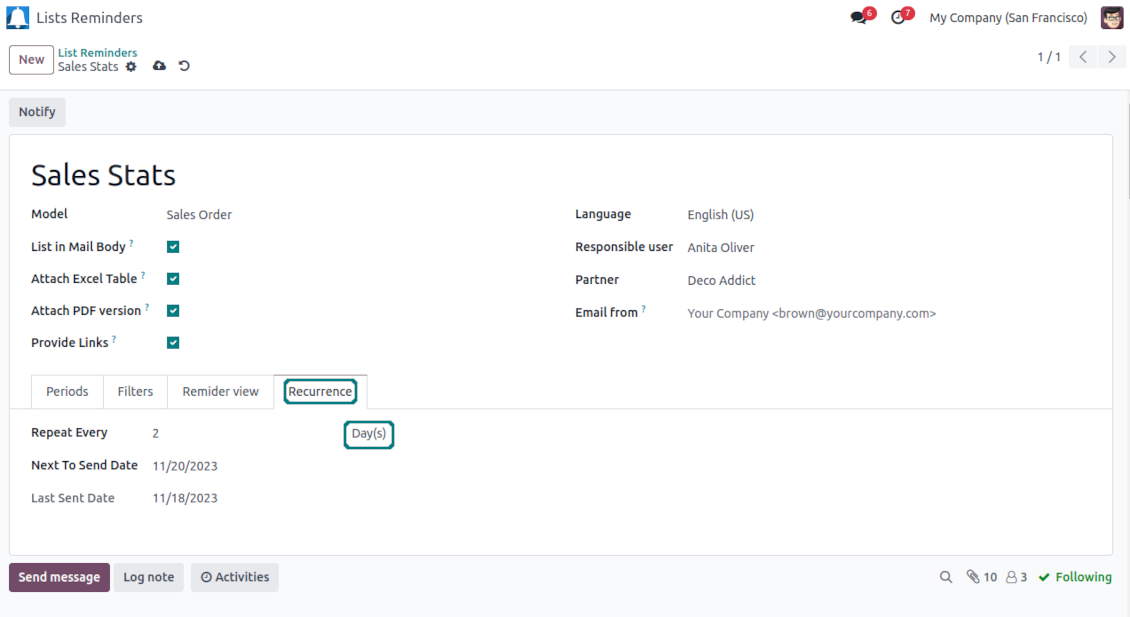 Lists Reminders 6 7 My Company (San Francisco)
New List Reminders
Sales Stats 1 / 1
Notify
Sales Stats
Model Sales Order Language English (US)
List in Mail Body ? Responsible user Anita Oliver
Attach Excel Table ? Partner Deco Addict
Attach PDF version ? Email from ? Your Company <brown@yourcompany.com>
Provide Links ?
Periods Filters Remider view Recurrence
Repeat Every 2 Day(s)
Next To Send Date 11/20/2023
Last Sent Date 11/18/2023
Send message Log note Activities 10 3 Following